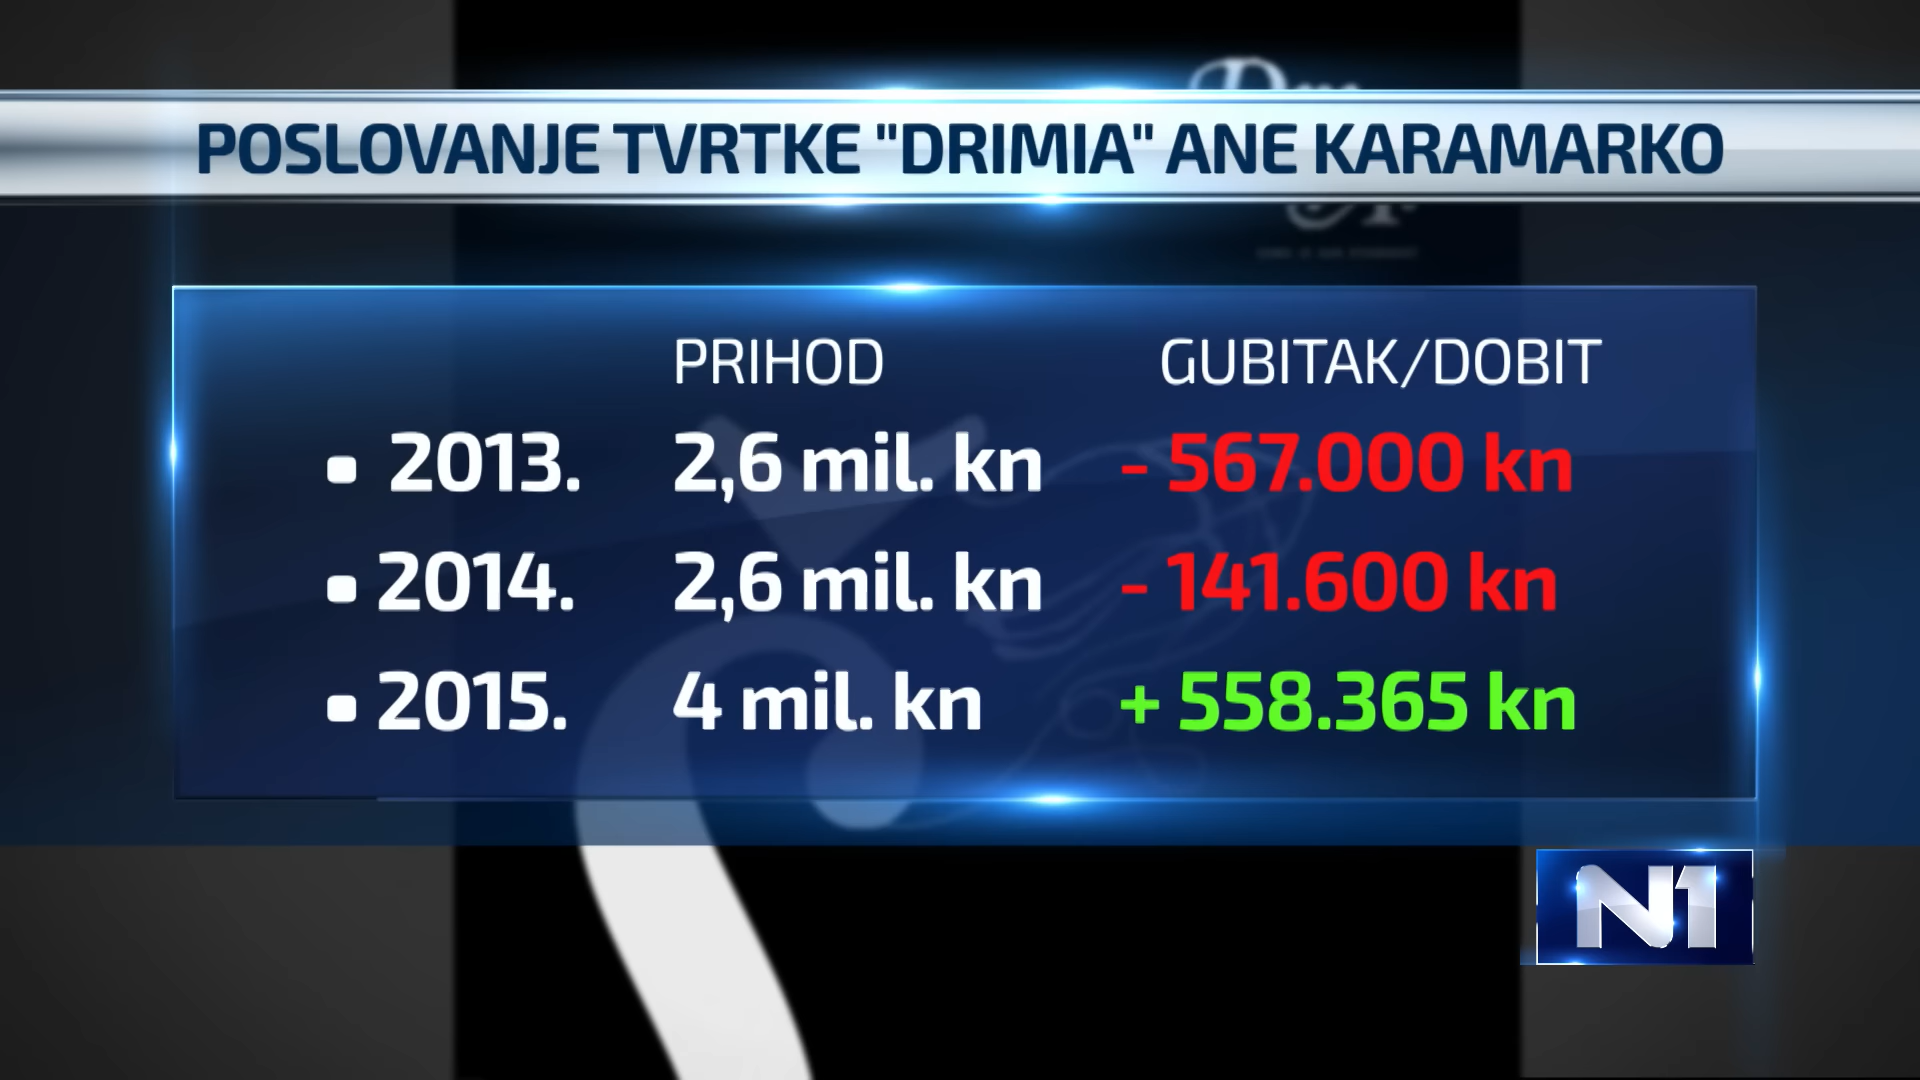 POSLOVANJE TVRTKE "DRIMIA" ANE KARAMARKO
PRIHOD GUBITAK/DOBIT
▪ 2013. 2,6 mil. kn - 567.000 kn
▪ 2014. 2,6 mil. kn - 141.600 kn
▪ 2015. 4 mil. kn + 558.365 kn
N1